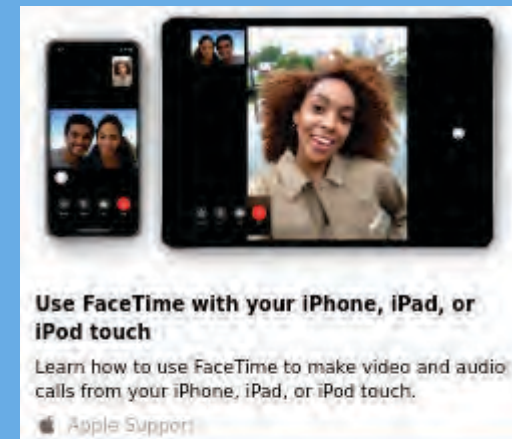 Use FaceTime with your iPhone, iPad, or
iPod touch
Learn how to use FaceTime to make video and audio
calls from your iPhone, iPad, or iPod touch.
Apple Support